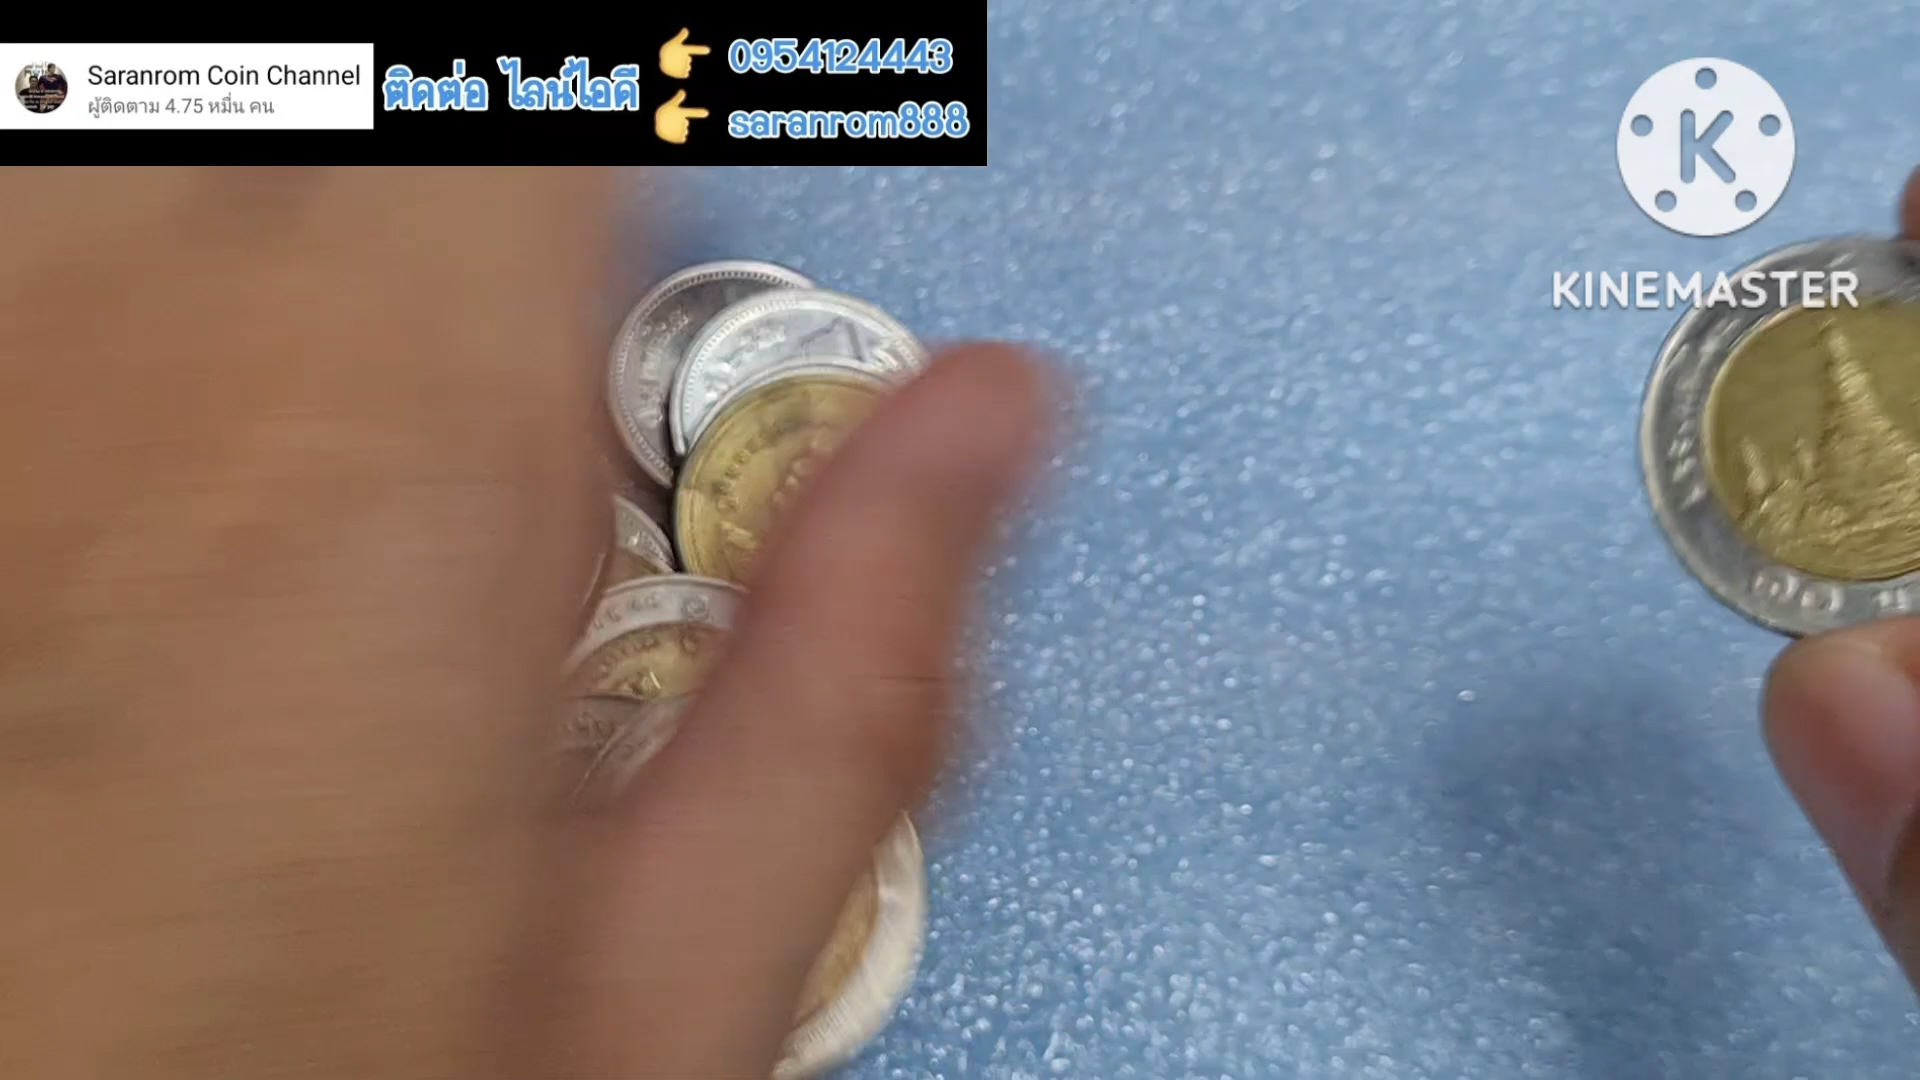 Saranrom Coin Channel
ผู้ติดตาม 4.75 หมื่น คน
ติดต่อ ไลน์ไอดี
0954124443
saranrom888
KINEMASTER